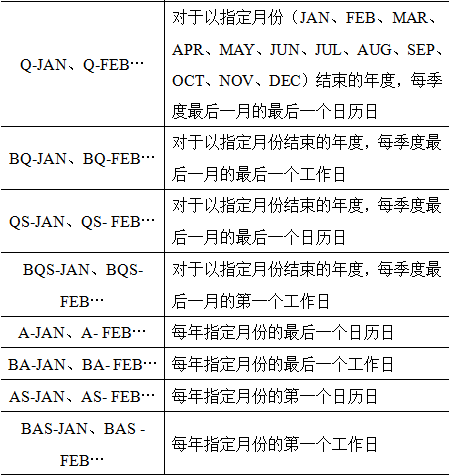 Q-JAN、Q-FEB…
对于以指定月份（JAN、FEB、MAR、
APR、MAY、JUN、JUL、AUG、SEP、
OCT、NOV、DEC）结束的年度，每季
度最后一月的最后一个日历日
BQ-JAN、BQ-FEB…
对于以指定月份结束的年度，每季度最
后一月的最后一个工作日
QS-JAN、QS- FEB…
对于以指定月份结束的年度，每季度最
后一月的最后一个日历日
BQS-JAN、BQS-
FEB…
对于以指定月份结束的年度，每季度最
后一月的第一个工作日
A-JAN、A- FEB…
每年指定月份的最后一个日历日
BA-JAN、BA- FEB…
每年指定月份的最后一个工作日
AS-JAN、AS- FEB…
每年指定月份的第一个日历日
BAS-JAN、BAS -
FEB…
每年指定月份的第一个工作日